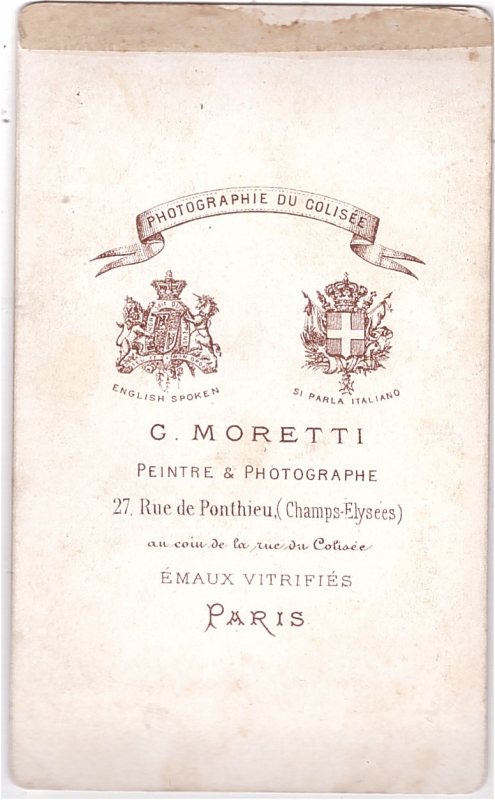 PHOTOGRAPHIE DU COLISÉE
ENGLISH SPOKEN
SI PARLA ITALIANO
G. MORETTI
PEINTRE & PHOTOGRAPHE
27, Rue de Ponthieu, (Champs-Élysées)
au coin de la rue du Colisée
ÉMAUX VITRIFIÉS
PARIS